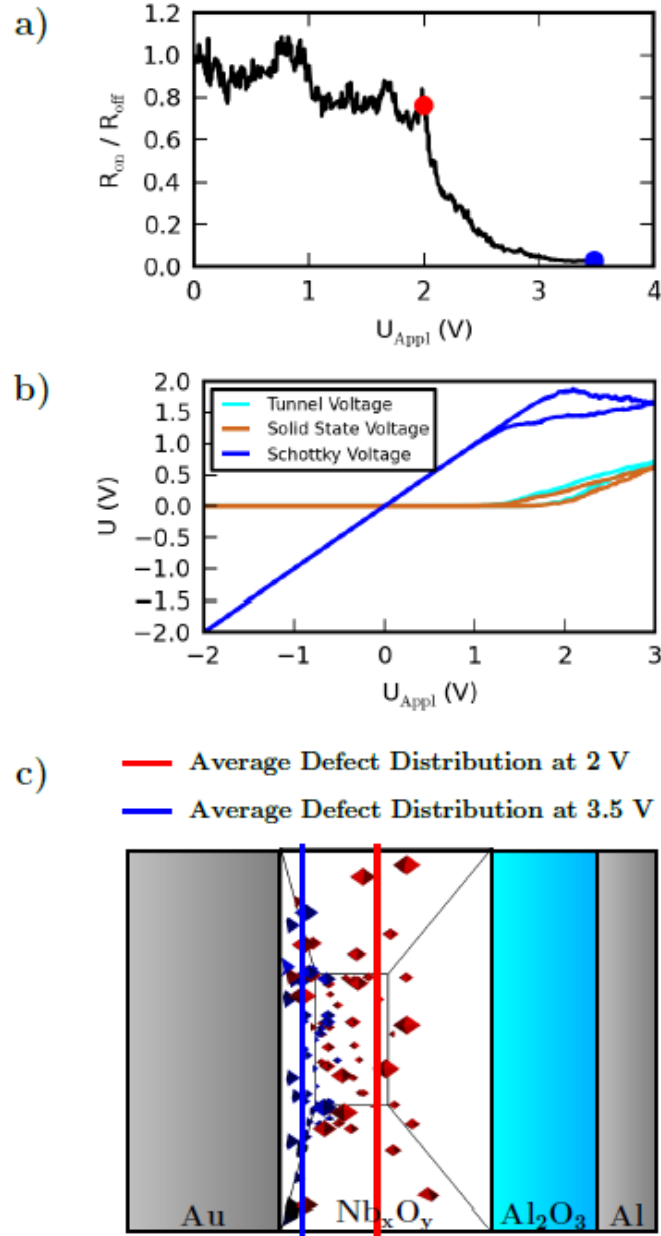 a)
1.2
1.0
0.8
0.6
0.4
0.2
0.0
R_on / R_off
0 1 2 3 4
U_Appl (V)
b)
2.0
1.5
1.0
0.5
0.0
−0.5
−1.0
−1.5
−2.0
U (V)
Tunnel Voltage
Solid State Voltage
Schottky Voltage
−2 −1 0 1 2 3
U_Appl (V)
c)
Average Defect Distribution at 2 V
Average Defect Distribution at 3.5 V
Au Nb_xO_y Al₂O₃ Al